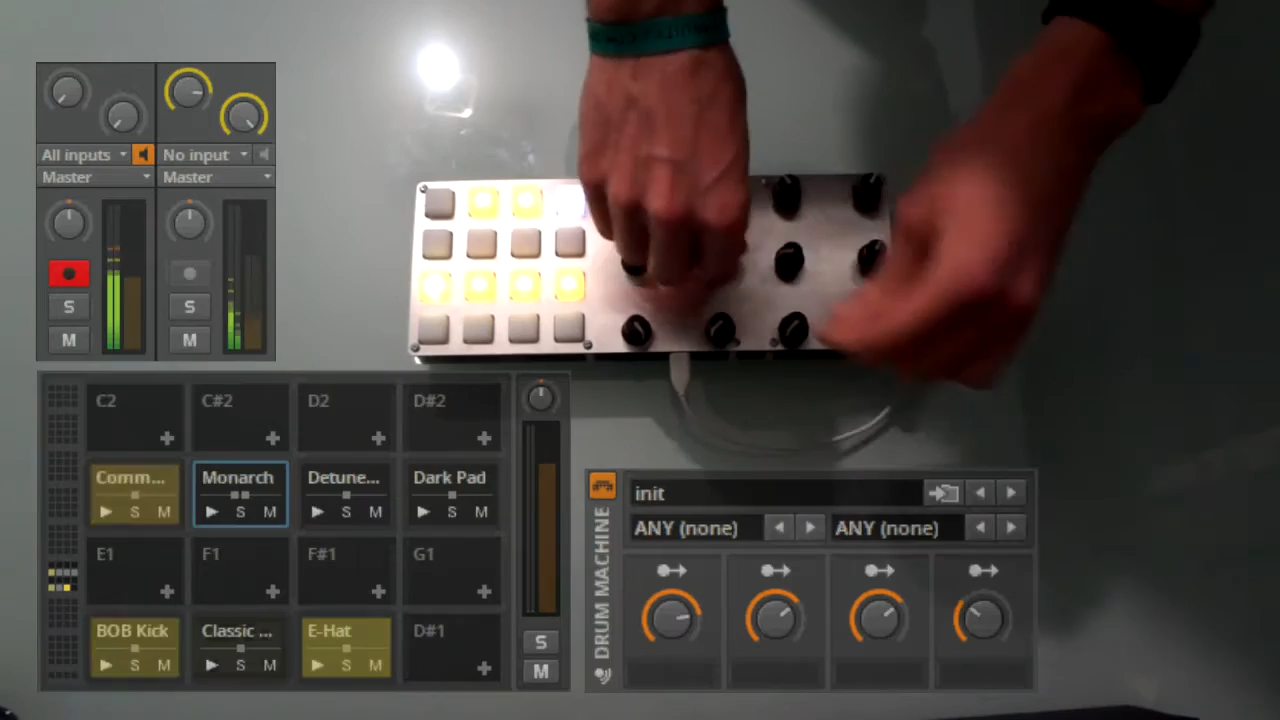 All inputs
No input
Master
Master
S
S
M
M
C2
C#2
D2
D#2
Comm...
Monarch
Detune...
Dark Pad
S M
S M
S M
S M
E1
F1
F#1
G1
BOB Kick
Classic ...
E-Hat
D#1
S M
S M
S M
S
M
DRUM MACHINE
init
ANY (none)
ANY (none)